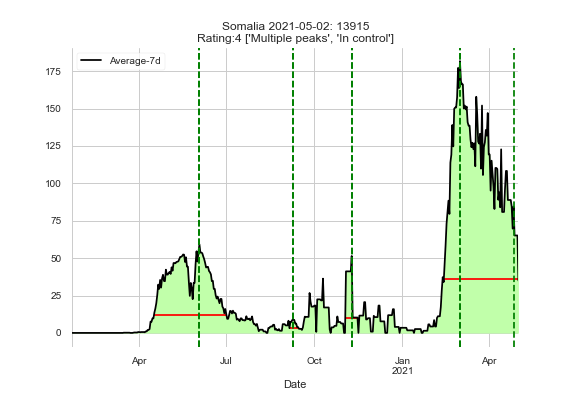 Somalia 2021-05-02: 13915
Rating:4 ['Multiple peaks', 'In control']
Average-7d
175
150
125
100
75
50
25
0
Apr Jul Oct Jan Apr
2021
Date